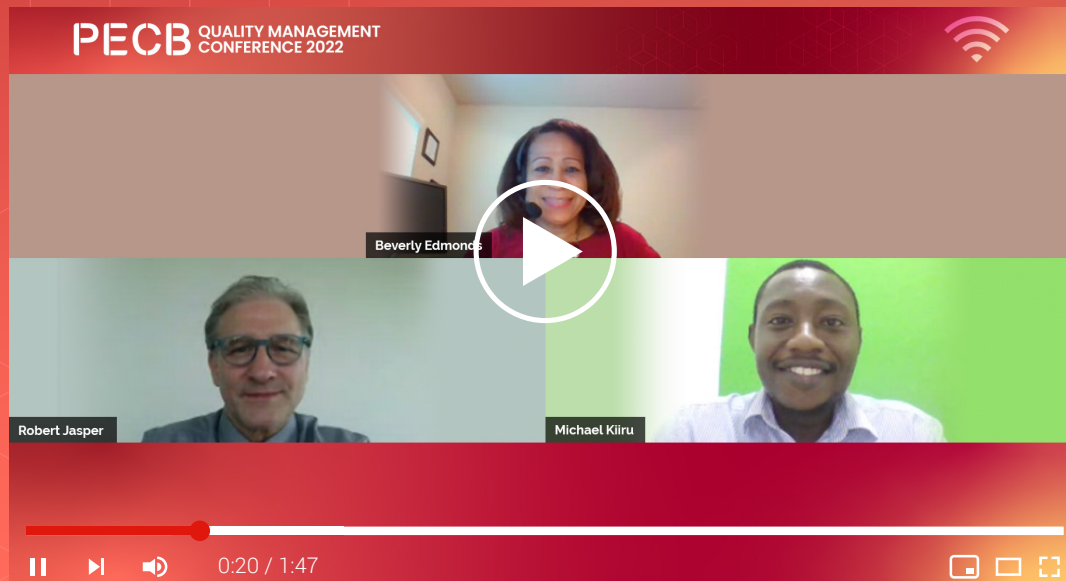 PECB QUALITY MANAGEMENT
CONFERENCE 2022
Beverly Edmonds
Robert Jasper
Michael Kiiru
0:20 / 1:47